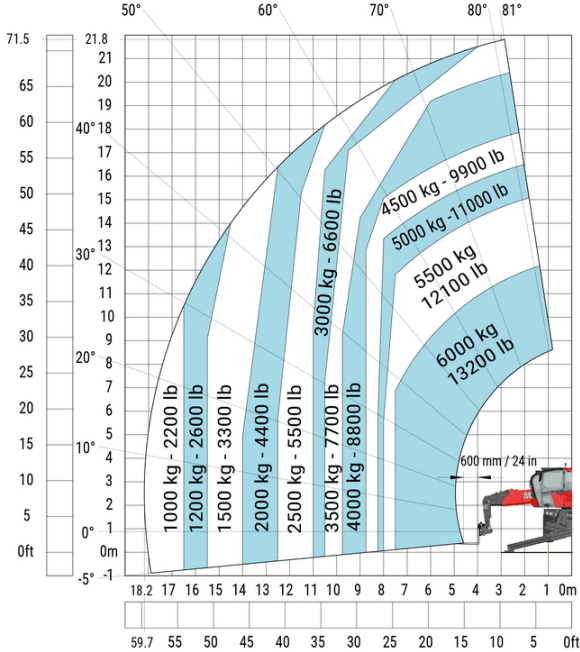 50° 60° 70° 80° 81°
71.5 21.8
21
65 20
19
60 40° 18
55 17
16
50 15
45 14
30° 13
40 12
35 11
10
30 9
20° 8
25 7
20 6
5
15 10° 4
10 3
2
5 0° 1
0ft 0m
-5° -1
4500 kg - 9900 lb
5000 kg -11000 lb
5500 kg
12100 lb
6000 kg
13200 lb
600 mm / 24 in
1000 kg - 2200 lb
1200 kg - 2600 lb
1500 kg - 3300 lb
2000 kg - 4400 lb
2500 kg - 5500 lb
3000 kg - 6600 lb
3500 kg - 7700 lb
4000 kg - 8800 lb
M
18.2 17 16 15 14 13 12 11 10 9 8 7 6 5 4 3 2 1 0m
59.7 55 50 45 40 35 30 25 20 15 10 5 0ft